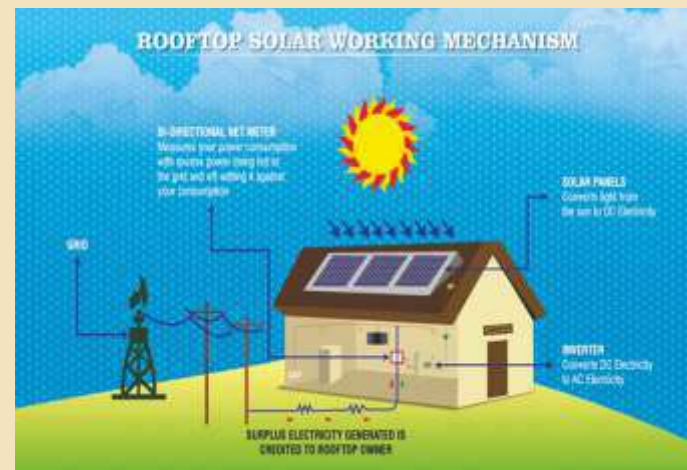 ROOFTOP SOLAR WORKING MECHANISM
BI-DIRECTIONAL NET METER
Measures your power consumption
with excess power being fed to
the grid and off-setting it against
your consumption
SOLAR PANELS
Converts light from
the sun to DC Electricity
GRID
INVERTER
Converts DC Electricity
to AC Electricity
SURPLUS ELECTRICITY GENERATED IS
CREDITED TO ROOFTOP OWNER